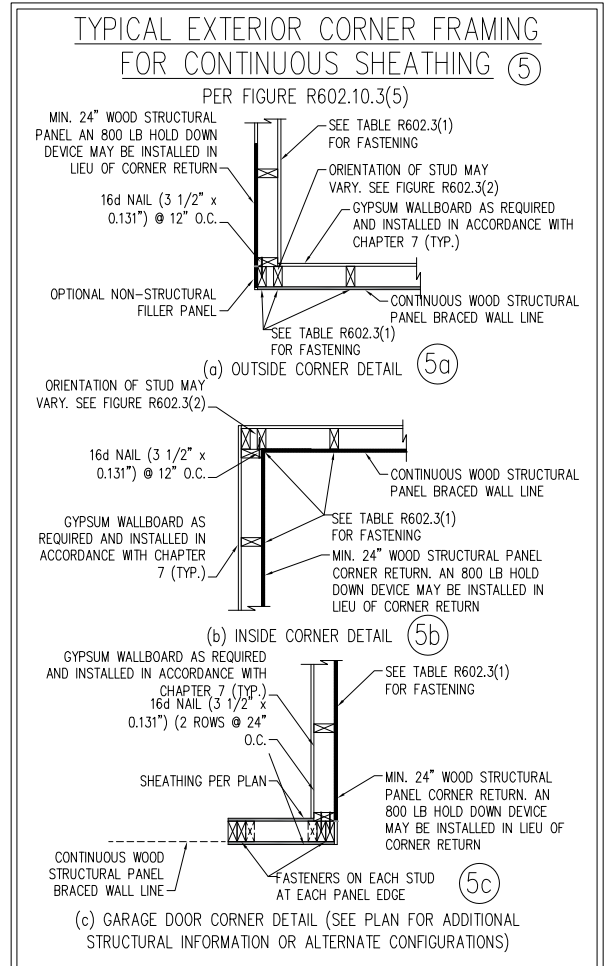 TYPICAL EXTERIOR CORNER FRAMING
FOR CONTINUOUS SHEATHING 5
PER FIGURE R602.10.3(5)
MIN. 24" WOOD STRUCTURAL
PANEL AN 800 LB HOLD DOWN
DEVICE MAY BE INSTALLED IN
LIEU OF CORNER RETURN
16d NAIL (3 1/2" x
0.131") @ 12" O.C.
OPTIONAL NON-STRUCTURAL
FILLER PANEL
SEE TABLE R602.3(1)
FOR FASTENING
ORIENTATION OF STUD MAY
VARY. SEE FIGURE R602.3(2)
GYPSUM WALLBOARD AS REQUIRED
AND INSTALLED IN ACCORDANCE WITH
CHAPTER 7 (TYP.)
CONTINUOUS WOOD STRUCTURAL
PANEL BRACED WALL LINE
SEE TABLE R602.3(1)
FOR FASTENING
(a) OUTSIDE CORNER DETAIL 5a
ORIENTATION OF STUD MAY
VARY. SEE FIGURE R602.3(2)
16d NAIL (3 1/2" x
0.131") @ 12" O.C.
GYPSUM WALLBOARD AS
REQUIRED AND INSTALLED IN
ACCORDANCE WITH CHAPTER
7 (TYP.)
CONTINUOUS WOOD STRUCTURAL
PANEL BRACED WALL LINE
SEE TABLE R602.3(1)
FOR FASTENING
MIN. 24" WOOD STRUCTURAL PANEL
CORNER RETURN. AN 800 LB HOLD
DOWN DEVICE MAY BE INSTALLED IN
LIEU OF CORNER RETURN
(b) INSIDE CORNER DETAIL 5b
GYPSUM WALLBOARD AS REQUIRED
AND INSTALLED IN ACCORDANCE WITH
CHAPTER 7 (TYP.)
16d NAIL (3 1/2" x
0.131") (2 ROWS @ 24"
O.C.
SHEATHING PER PLAN
CONTINUOUS WOOD
STRUCTURAL PANEL
BRACED WALL LINE
SEE TABLE R602.3(1)
FOR FASTENING
MIN. 24" WOOD STRUCTURAL
PANEL CORNER RETURN. AN
800 LB HOLD DOWN DEVICE
MAY BE INSTALLED IN LIEU OF
CORNER RETURN
FASTENERS ON EACH STUD
AT EACH PANEL EDGE
5c
(c) GARAGE DOOR CORNER DETAIL (SEE PLAN FOR ADDITIONAL
STRUCTURAL INFORMATION OR ALTERNATE CONFIGURATIONS)